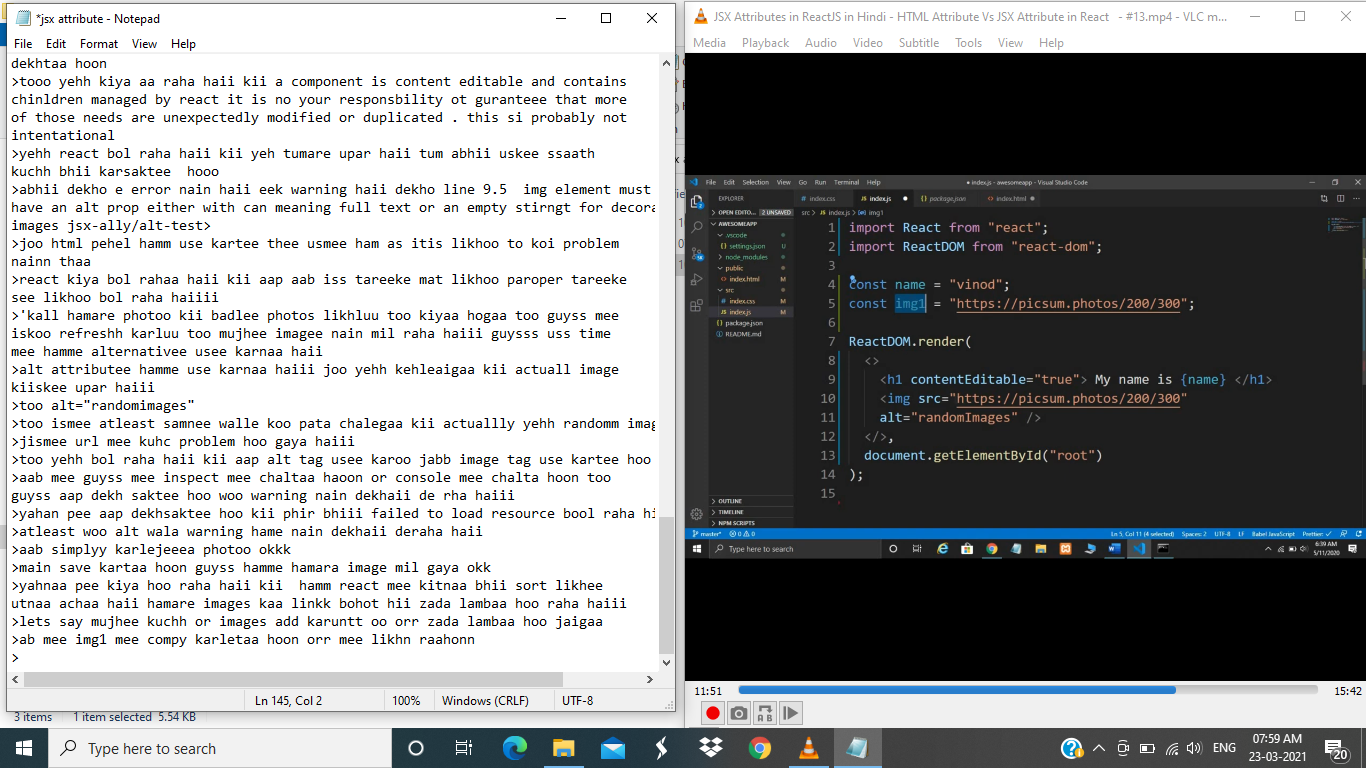 *jsx attribute - Notepad
File Edit Format View Help
dekhtaa hoon
>tooo yehh kiya aa raha haii kii a component is content editable and contains
chinldren managed by react it is no your responsbility ot guranteee that more
of those needs are unexpectedly modified or duplicated . this si probably not
intentational
>yehh react bol raha haii kii yeh tumare upar haii tum abhii uskee ssaath
kuchh bhii karsaktee  hooo
>abhii dekho e error nain haii eek warning haii dekho line 9.5  img element must
have an alt prop either with an meaning full text or an empty stirngt for decora
images jsx-ally/alt-test>
>joo html pehel hamm use kartee thee usmee ham as itis likhoo to koi problem
nainn thaa
>react kiya bol rahaa haii kii aap aab iss tareeke mat likhoo paroper tareeke
see likhoo bol raha haiiii
>'kall hamare photoo kii badlee photos likhluu too kiyaa hogaa too guyss mee
iskoo refreshh karluu too mujhee imagee nain mil raha haiii guysss uss time
mee hamme alternativee usee karnaa haii
>alt attributee hamme use karnaa haiii joo yehh kehleaigaa kii actuall image
kiiskee upar haiii
>too alt="randomimages"
>too ismee atleast samnee walle koo pata chalegaa kii actuallly yehh randomm imag
>jismee url mee kuhc problem hoo gaya haiii
>too yehh bol raha haii kii aap alt tag usee karoo jabb image tag use kartee hoo
>aab mee guyss mee inspect mee chaltaa haoon or console mee chalta hoon too
guyss aap dekh saktee hoo woo warning nain dekhaii de rha haiii
>yahan pee aap dekhsaktee hoo kii phir bhiii failed to load resource bool raha hi
>atleast woo alt wala warning hame nain dekhaii deraha haii
>aab simplyy karlejeeea photoo okkk
>main save kartaa hoon guyss hamme hamara image mil gaya okk
>yahnaa pee kiya hoo raha haii kii  hamm react mee kitnaa bhii sort likhee
utnaa achaa haii hamare images kaa linkk bohot hii zada lambaa hoo raha haiii
>lets say mujhee kuchh or images add karuntt oo orr zada lambaa hoo jaigaa
>ab mee img1 mee compy karletaa hoon orr mee likhn raahonn
>
Ln 145, Col 2 100% Windows (CRLF) UTF-8
3 items 1 item selected 5.54 KB
JSX Attributes in ReactJS in Hindi - HTML Attribute Vs JSX Attribute in React - #13.mp4 - VLC m...
Media Playback Audio Video Subtitle Tools View Help
File Edit Selection View Go Run Terminal Help ● index.js - awesomeapp - Visual Studio Code
EXPLORER index.css index.js ● package.json index.html
OPEN EDITO... 2 UNSAVED src > index.js > img1
AWESOMEAPP
.vscode
settings.json U
node_modules
public
index.html M
src
index.css M
index.js M
package.json
README.md
OUTLINE
TIMELINE
NPM SCRIPTS
1 import React from "react";
2 import ReactDOM from "react-dom";
3
4 const name = "vinod";
5 const img1 = "https://picsum.photos/200/300";
6
7 ReactDOM.render(
8 <>
9 <h1 contentEditable="true"> My name is {name} </h1>
10 <img src="https://picsum.photos/200/300"
11 alt="randomImages" />
12 </>,
13 document.getElementById("root")
14 );
15
master* 0 0 Ln 5, Col 11 (4 selected) Spaces: 2 UTF-8 LF Babel JavaScript Prettier: ✓
Type here to search 6:39 AM
5/11/2020
11:51 15:42
Type here to search ENG 07:59 AM
23-03-2021 20